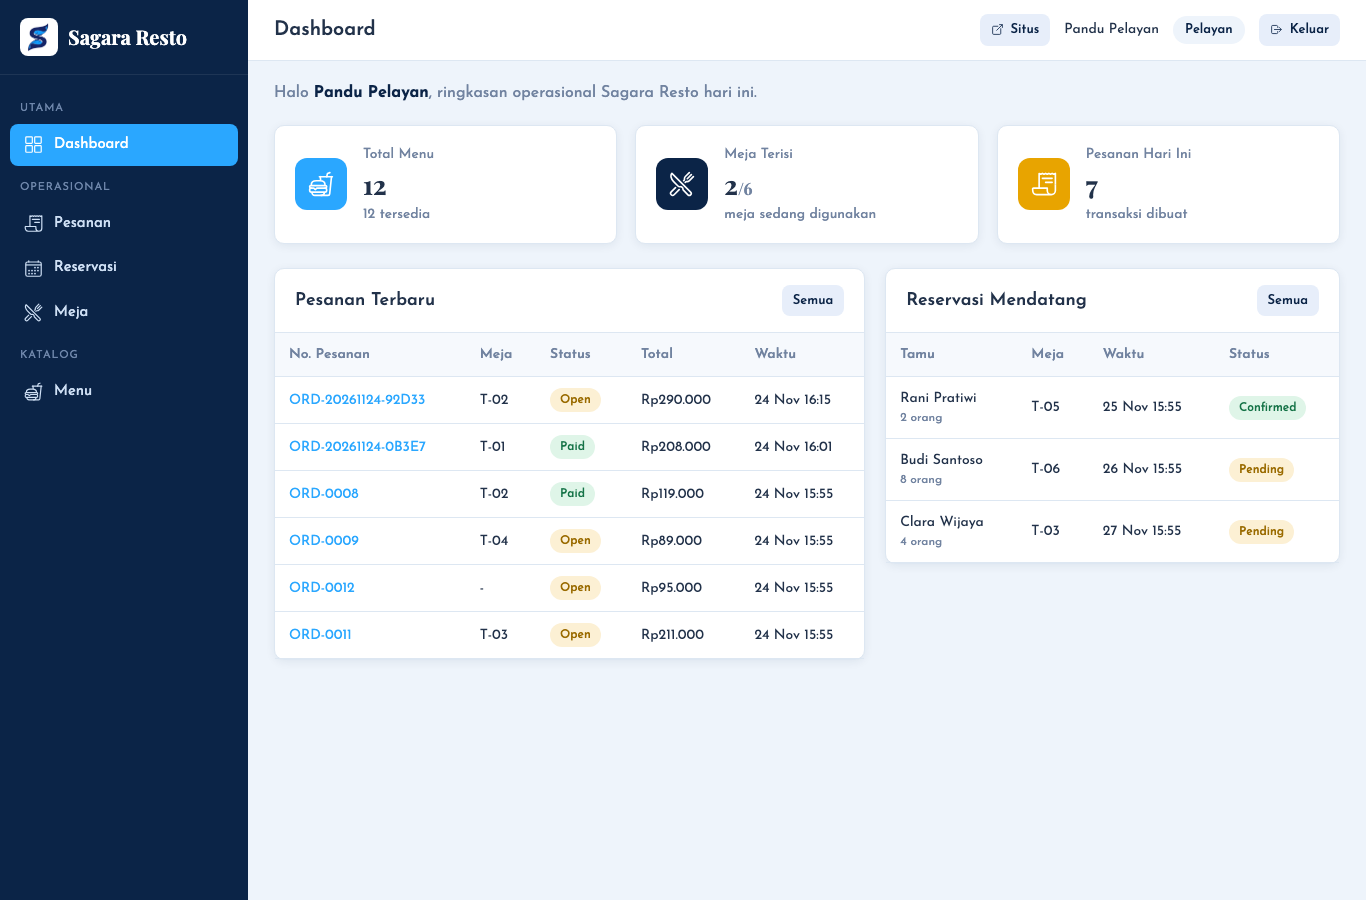 Sagara Resto
UTAMA
Dashboard
OPERASIONAL
Pesanan
Reservasi
Meja
KATALOG
Menu
Dashboard
Situs
Pandu Pelayan
Pelayan
Keluar
Halo Pandu Pelayan, ringkasan operasional Sagara Resto hari ini.
Total Menu
12
12 tersedia
Meja Terisi
2/6
meja sedang digunakan
Pesanan Hari Ini
7
transaksi dibuat
Pesanan Terbaru
Semua
No. Pesanan Meja Status Total Waktu
ORD-20261124-92D33 T-02 Open Rp290.000 24 Nov 16:15
ORD-20261124-0B3E7 T-01 Paid Rp208.000 24 Nov 16:01
ORD-0008 T-02 Paid Rp119.000 24 Nov 15:55
ORD-0009 T-04 Open Rp89.000 24 Nov 15:55
ORD-0012 - Open Rp95.000 24 Nov 15:55
ORD-0011 T-03 Open Rp211.000 24 Nov 15:55
Reservasi Mendatang
Semua
Tamu Meja Waktu Status
Rani Pratiwi T-05 25 Nov 15:55 Confirmed
2 orang
Budi Santoso T-06 26 Nov 15:55 Pending
8 orang
Clara Wijaya T-03 27 Nov 15:55 Pending
4 orang